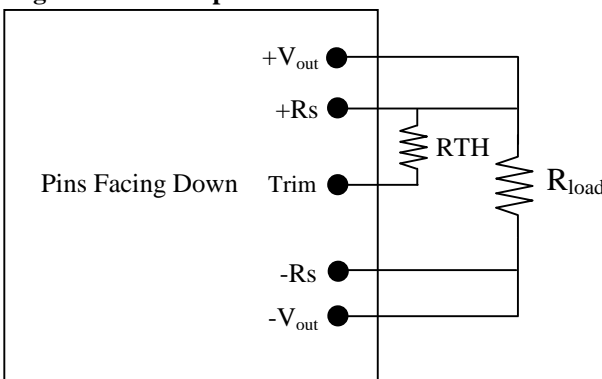 +Vout
+Rs
RTH
Pins Facing Down Trim
Rload
-Rs
-Vout